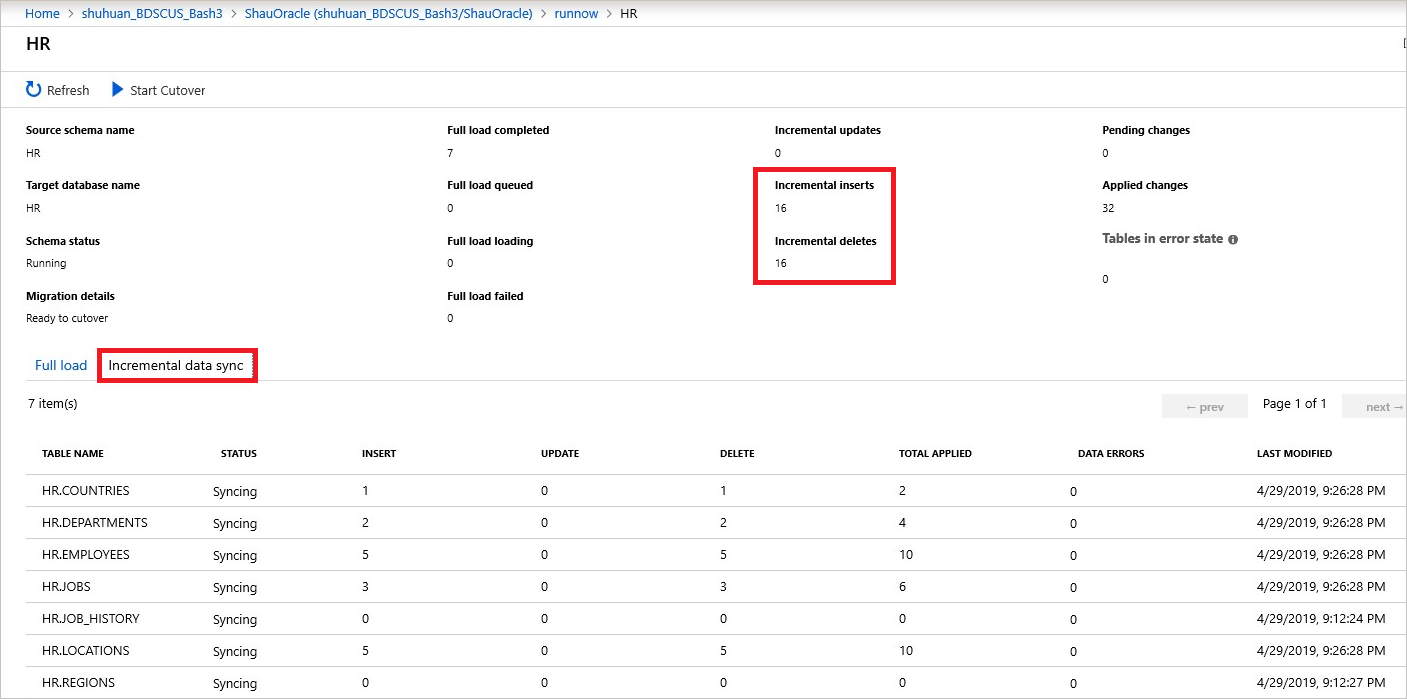 Home > shuhuan_BDSCUS_Bash3 > ShauOracle (shuhuan_BDSCUS_Bash3/ShauOracle) > runnow > HR
HR
Refresh Start Cutover
Source schema name Full load completed Incremental updates Pending changes
HR 7 0 0
Target database name Full load queued Incremental inserts Applied changes
HR 0 16 32
Schema status Full load loading Incremental deletes Tables in error state
Running 0 16 0
Migration details Full load failed
Ready to cutover 0
Full load Incremental data sync
7 item(s) ← prev Page 1 of 1 next →
TABLE NAME STATUS INSERT UPDATE DELETE TOTAL APPLIED DATA ERRORS LAST MODIFIED
HR.COUNTRIES Syncing 1 0 1 2 0 4/29/2019, 9:26:28 PM
HR.DEPARTMENTS Syncing 2 0 2 4 0 4/29/2019, 9:26:28 PM
HR.EMPLOYEES Syncing 5 0 5 10 0 4/29/2019, 9:26:28 PM
HR.JOBS Syncing 3 0 3 6 0 4/29/2019, 9:26:28 PM
HR.JOB_HISTORY Syncing 0 0 0 0 0 4/29/2019, 9:12:24 PM
HR.LOCATIONS Syncing 5 0 5 10 0 4/29/2019, 9:26:28 PM
HR.REGIONS Syncing 0 0 0 0 0 4/29/2019, 9:12:27 PM